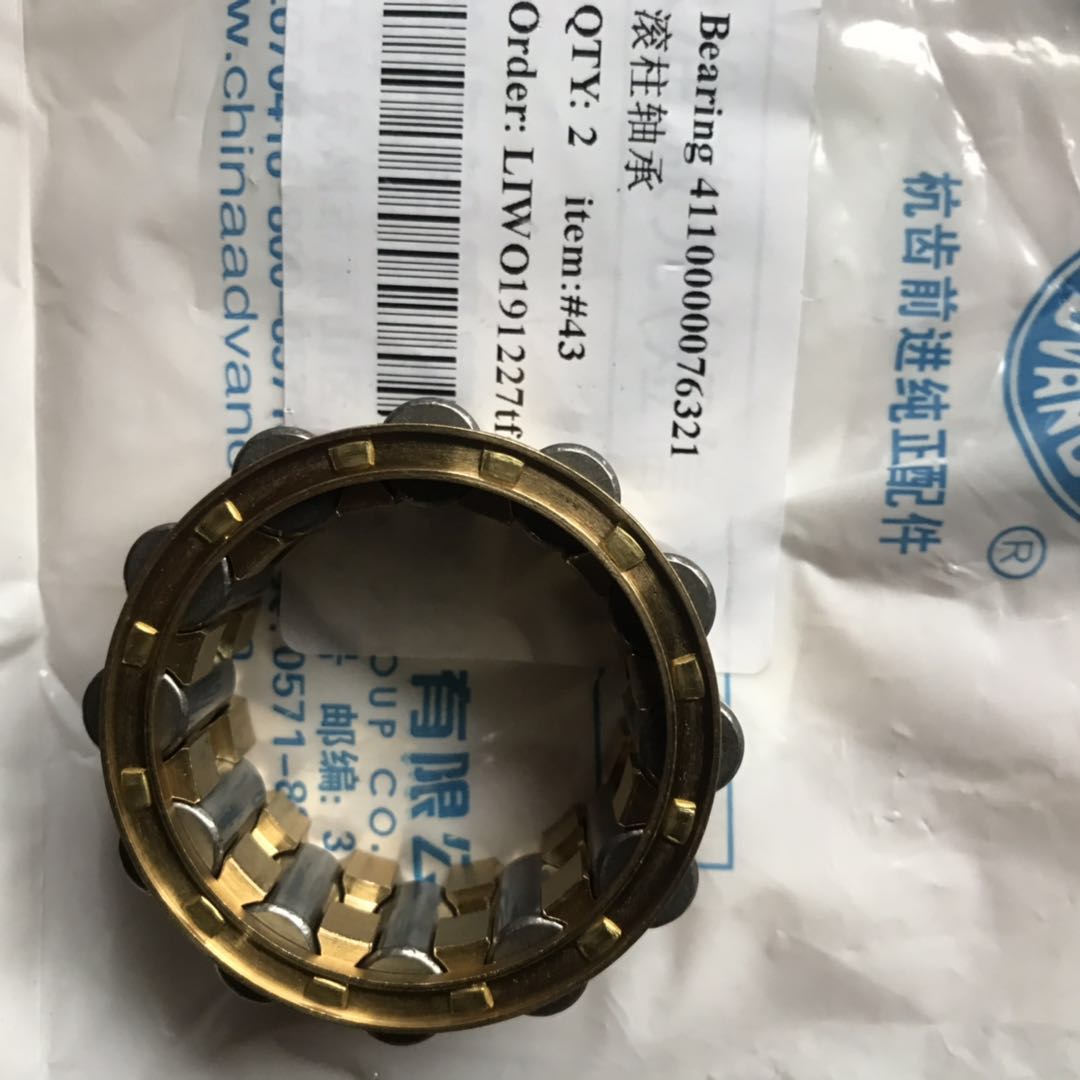 Bearing 4110000076321
滚柱轴承
QTY: 2 item:#43
Order: LIWO191227tf
杭齿前进纯正配件
®
有限公
OUP CO.
邮编: 3
0571-8